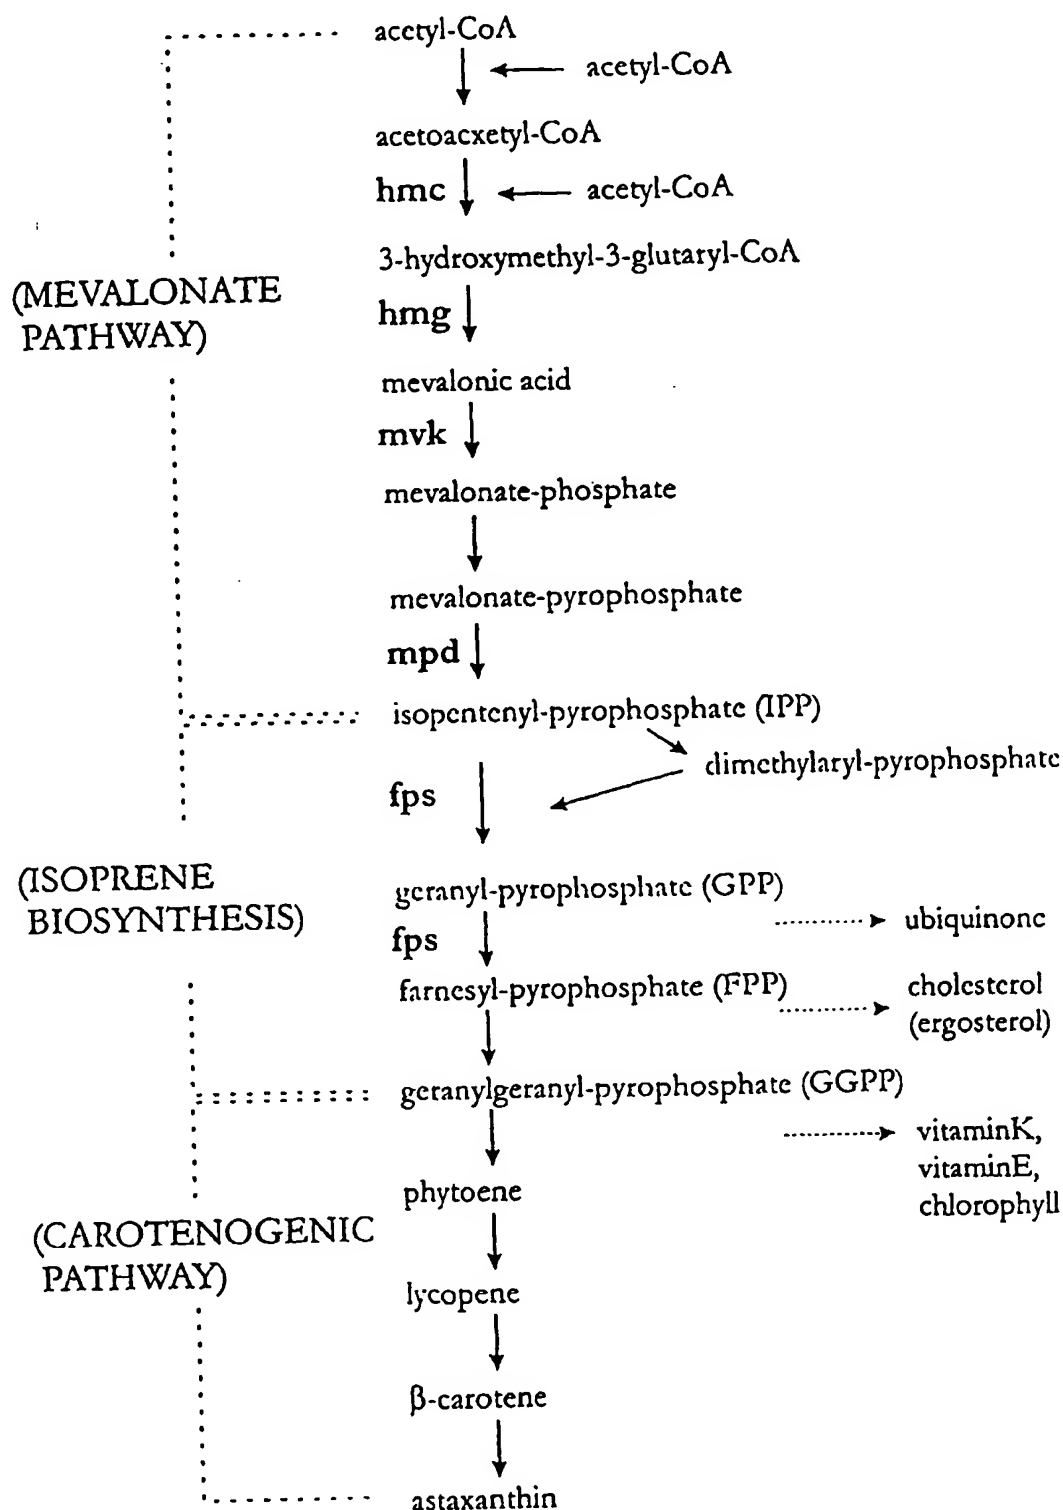 acetyl-CoA
acetyl-CoA
acetoacxetyl-CoA
hmc
acetyl-CoA
3-hydroxymethyl-3-glutaryl-CoA
(MEVALONATE
PATHWAY)
hmg
mevalonic acid
mvk
mevalonate-phosphate
mevalonate-pyrophosphate
mpd
isopentenyl-pyrophosphate (IPP)
dimethylaryl-pyrophosphate
fps
(ISOPRENE
BIOSYNTHESIS)
geranyl-pyrophosphate (GPP)
ubiquinone
fps
farnesyl-pyrophosphate (FPP)
cholesterol
(ergosterol)
geranylgeranyl-pyrophosphate (GGPP)
vitaminK,
vitaminE,
chlorophyll
phytoene
(CAROTENOGENIC
PATHWAY)
lycopene
β-carotene
astaxanthin